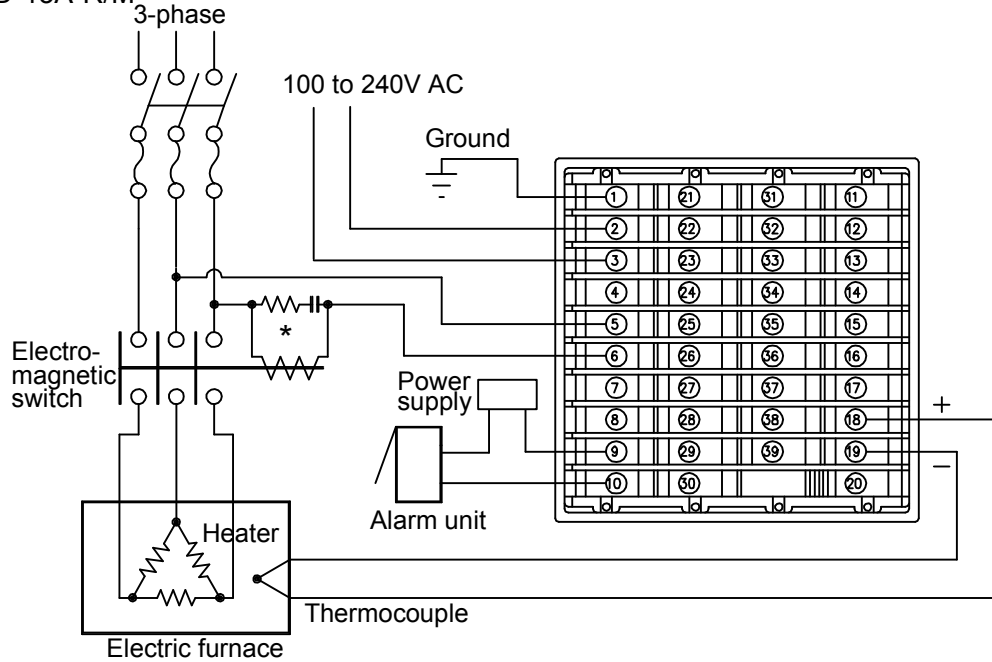 3-phase
100 to 240V AC
Ground
1 21 31 11
2 22 32 12
3 23 33 13
4 24 34 14
5 25 35 15
*
Electro-
magnetic
switch
6 26 36 16
Power
supply
7 27 37 17
+
8 28 38 18
9 29 39 19
−
10 30 20
Alarm unit
Heater
Thermocouple
Electric furnace